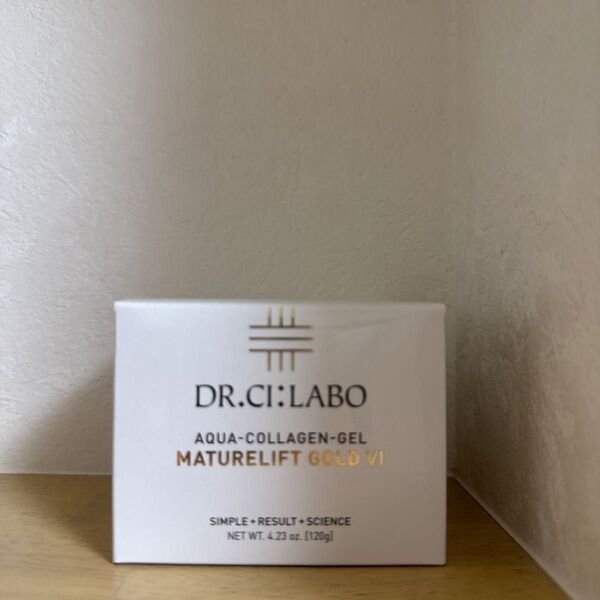 DR.CI:LABO
AQUA-COLLAGEN-GEL
MATURELIFT GOLD VI
SIMPLE + RESULT + SCIENCE
NET WT. 4.23 oz. [120g]